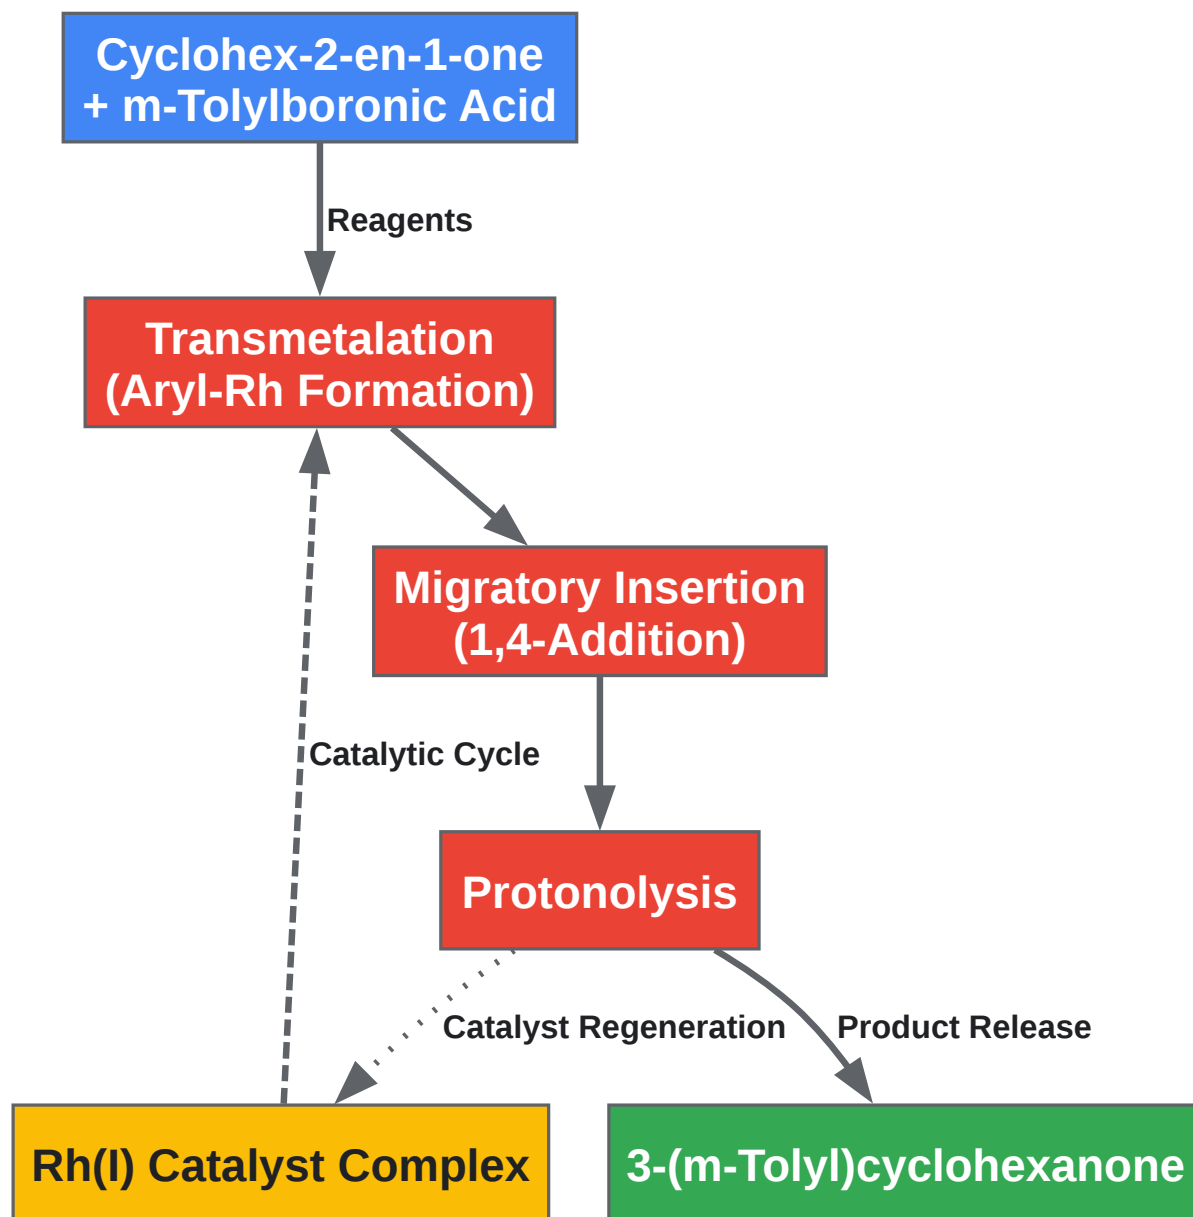 Cyclohex-2-en-1-one
+ m-Tolylboronic Acid
Reagents
Transmetalation
(Aryl-Rh Formation)
Migratory Insertion
(1,4-Addition)
Catalytic Cycle
Protonolysis
Catalyst Regeneration
Product Release
Rh(I) Catalyst Complex
3-(m-Tolyl)cyclohexanone